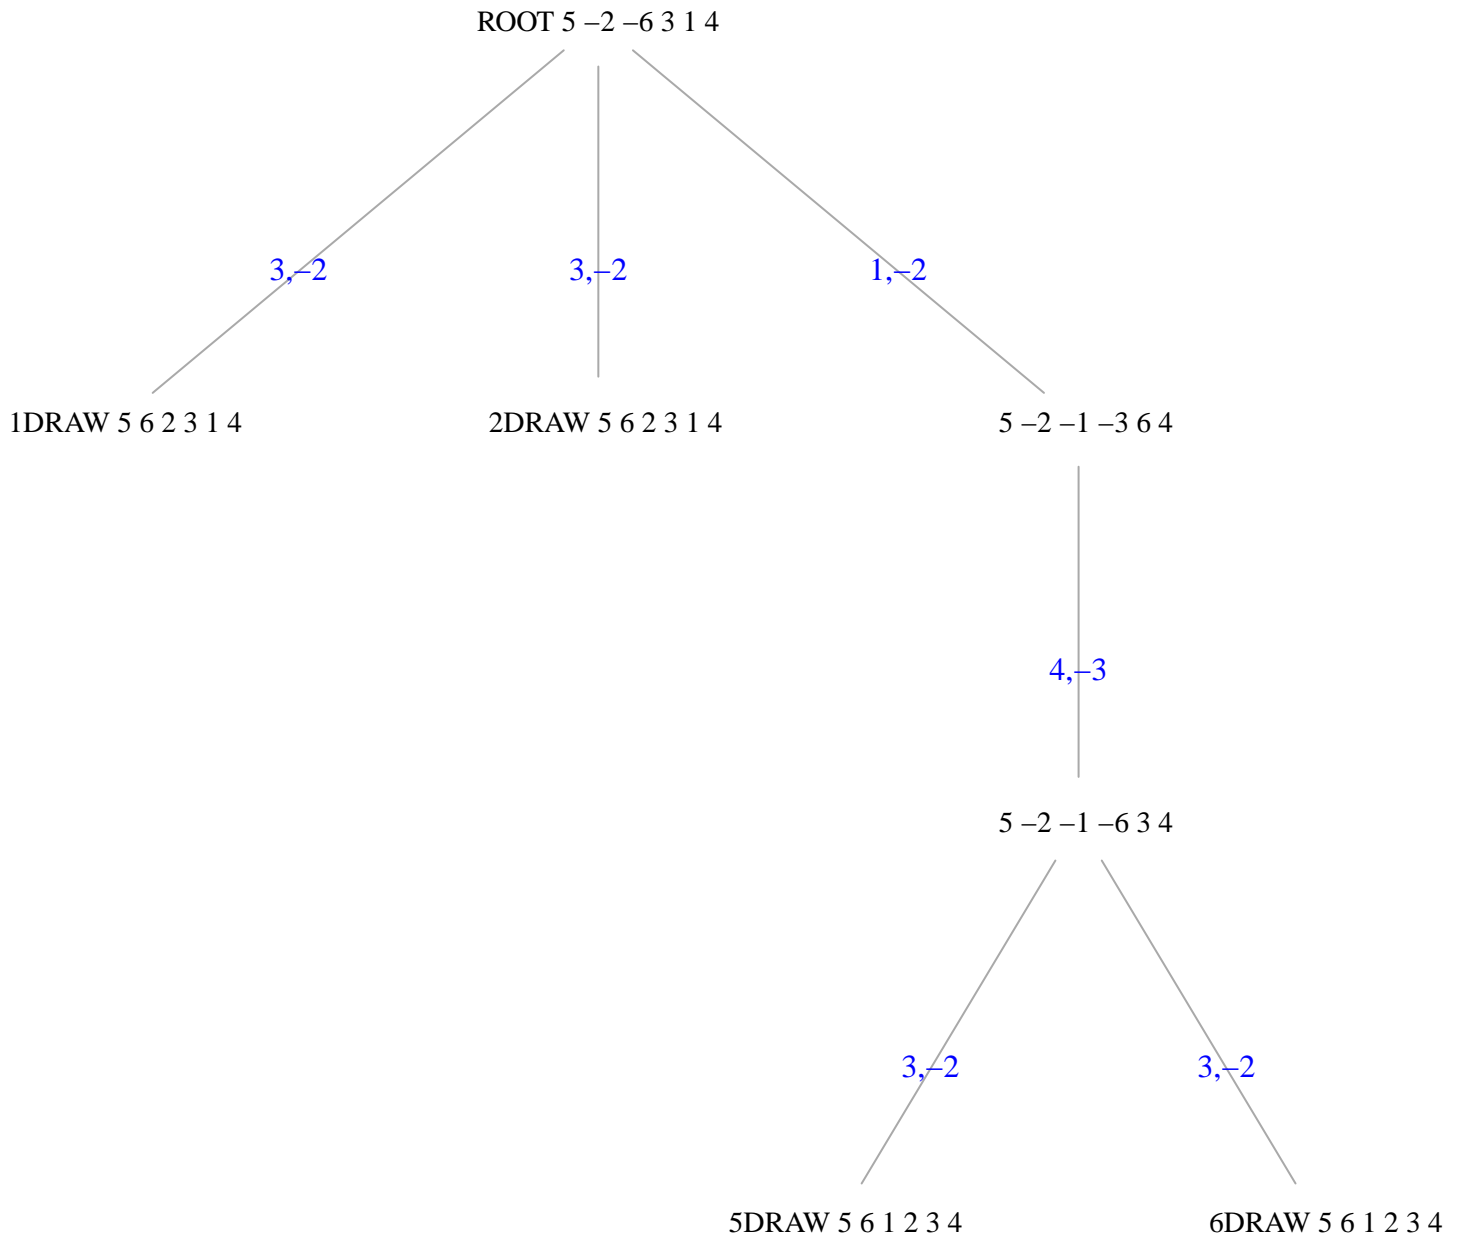 ROOT 5 –2 –6 3 1 4
3,–2
3,–2
1,–2
1DRAW 5 6 2 3 1 4
2DRAW 5 6 2 3 1 4
5 –2 –1 –3 6 4
4,–3
5 –2 –1 –6 3 4
3,–2
3,–2
5DRAW 5 6 1 2 3 4
6DRAW 5 6 1 2 3 4